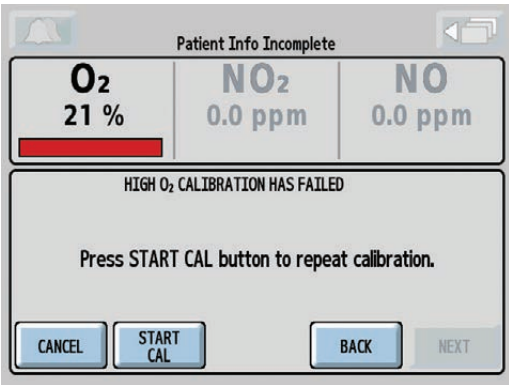 Patient Info Incomplete
O₂ NO₂ NO
21 % 0.0 ppm 0.0 ppm
HIGH O₂ CALIBRATION HAS FAILED
Press START CAL button to repeat calibration.
CANCEL START CAL BACK NEXT